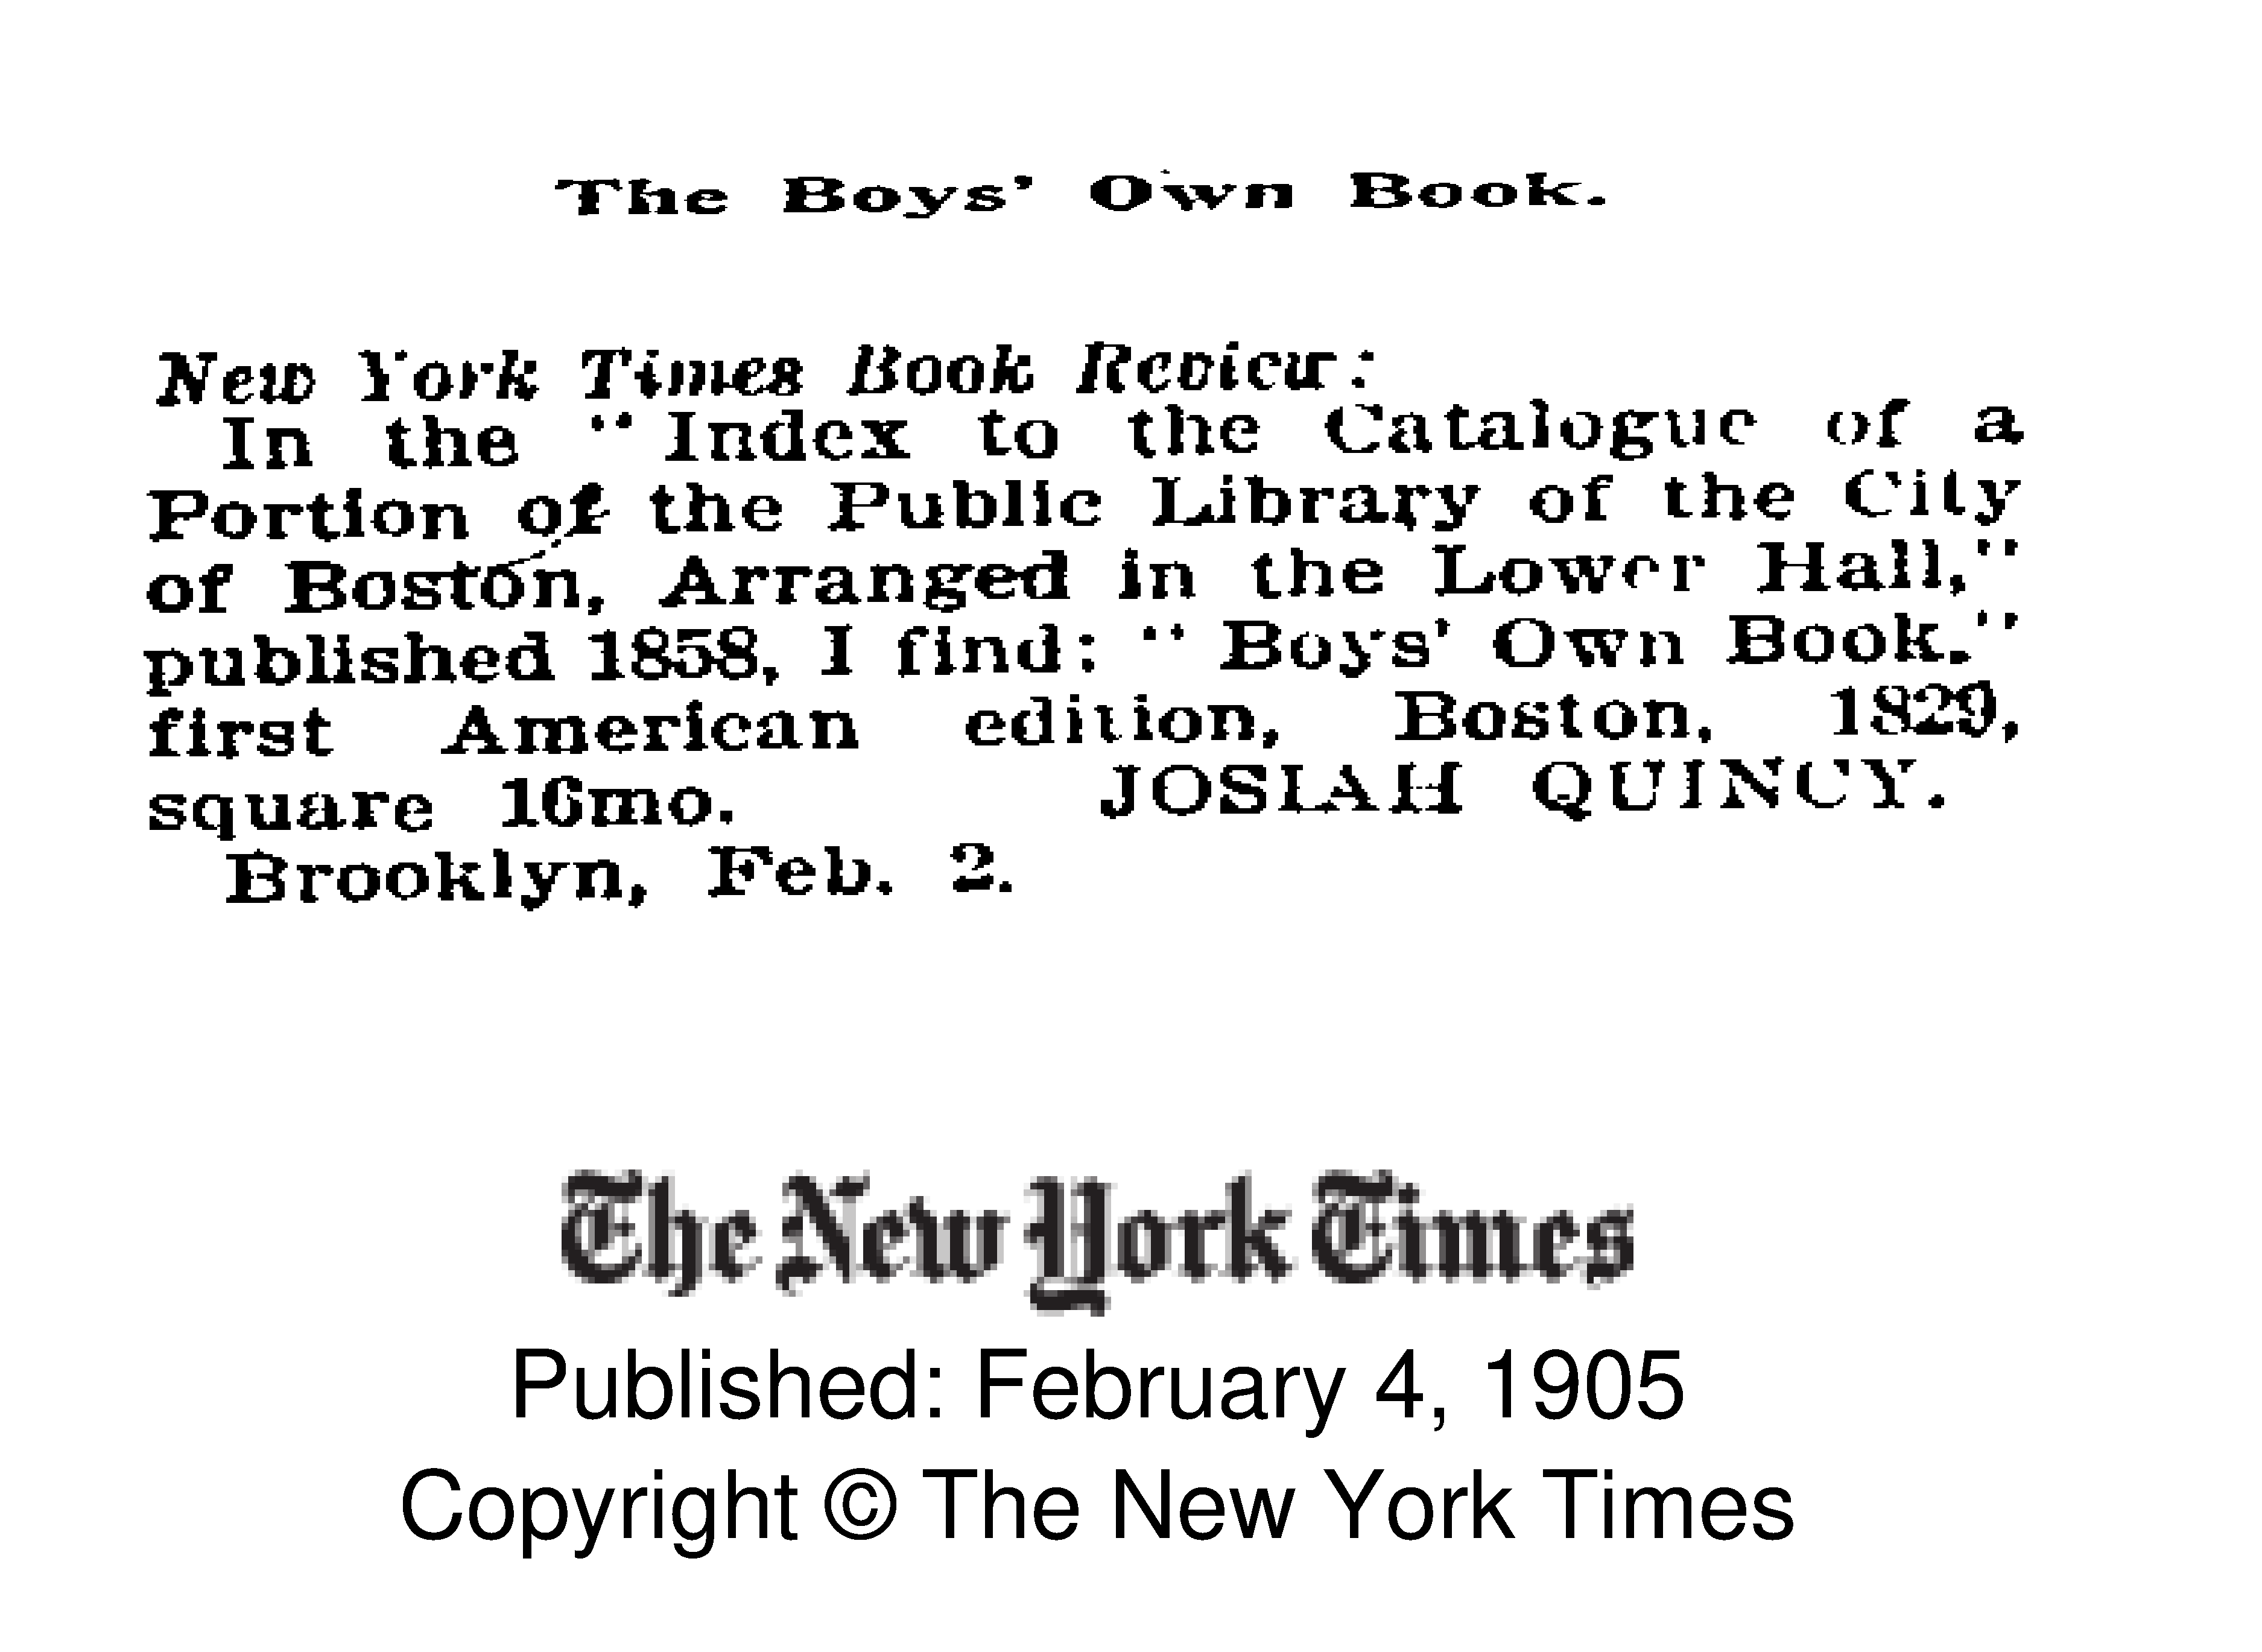 The Boys' Own Book.
New York Times Book Review:
In the "Index to the Catalogue of a
Portion of the Public Library of the City
of Boston, Arranged in the Lower Hall,"
published 1858, I find: "Boys' Own Book."
first American edition, Boston, 1829,
square 16mo. JOSIAH QUINCY.
Brooklyn, Feb. 2.
The New York Times
Published: February 4, 1905
Copyright © The New York Times